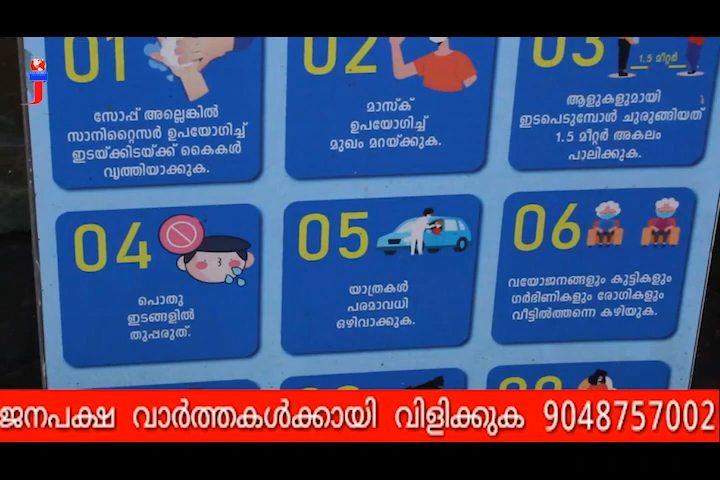 01
02
03
1.5 മീറ്റർ
സോപ്പ് അല്ലെങ്കിൽ
സാനിറ്റൈസർ ഉപയോഗിച്ച്
ഇടയ്ക്കിടയ്ക്ക് കൈകൾ
വൃത്തിയാക്കുക.
മാസ്ക്
ഉപയോഗിച്ച്
മുഖം മറയ്ക്കുക.
ആളുകളുമായി
ഇടപെടുമ്പോൾ ചുരുങ്ങിയത്
1.5 മീറ്റർ അകലം
പാലിക്കുക.
04
പൊതു
ഇടങ്ങളിൽ
തുപ്പരുത്.
05
യാത്രകൾ
പരമാവധി
ഒഴിവാക്കുക.
06
വയോജനങ്ങളും കുട്ടികളും
ഗർഭിണികളും രോഗികളും
വീട്ടിൽത്തന്നെ കഴിയുക.
ജനപക്ഷ വാർത്തകൾക്കായി വിളിക്കുക 9048757002